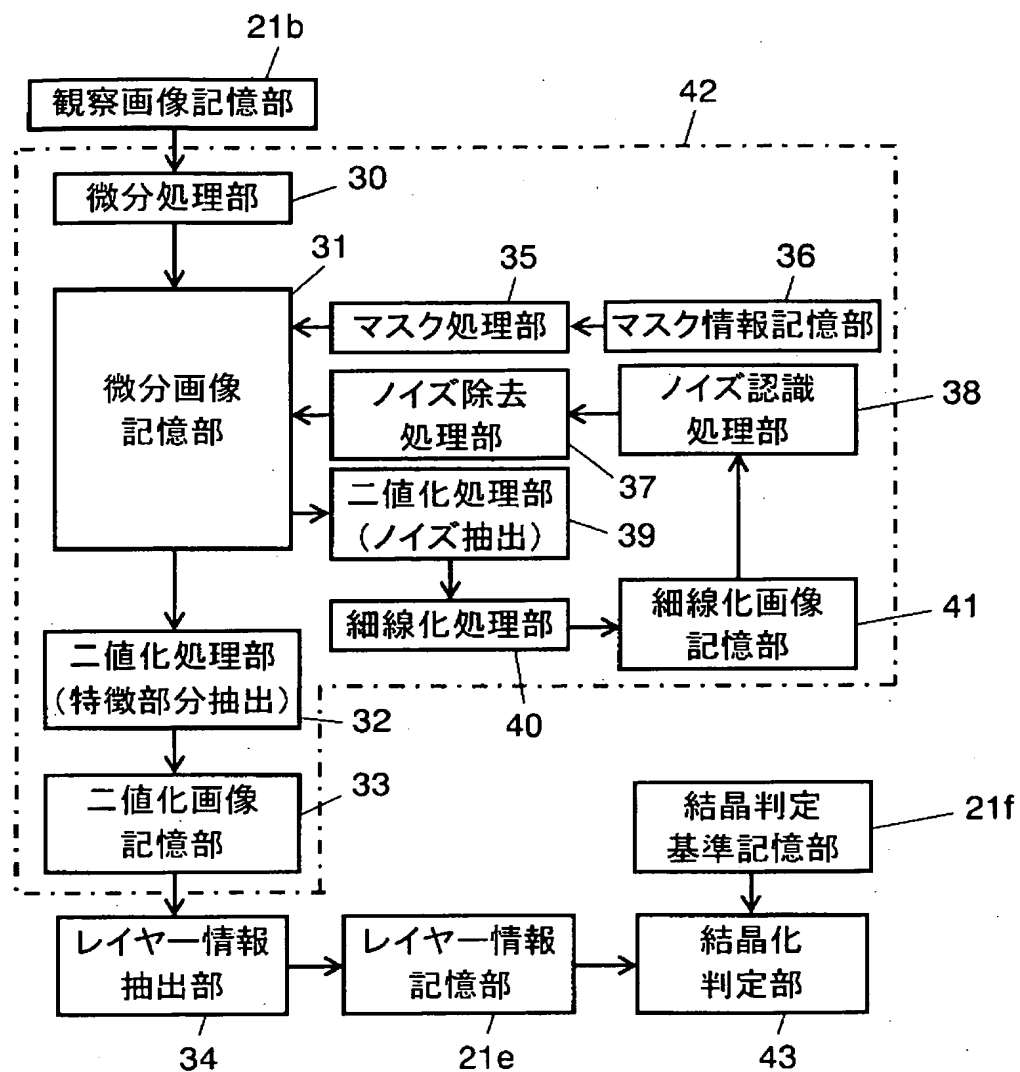 21b
観察画像記憶部
42
微分処理部
30
31
35
36
マスク処理部
マスク情報記憶部
微分画像
記憶部
ノイズ除去
処理部
ノイズ認識
処理部
38
37
二値化処理部
(ノイズ抽出)
39
細線化処理部
細線化画像
記憶部
41
40
二値化処理部
(特徴部分抽出)
32
二値化画像
記憶部
33
結晶判定
基準記憶部
21f
レイヤー情報
抽出部
レイヤー情報
記憶部
結晶化
判定部
34
21e
43